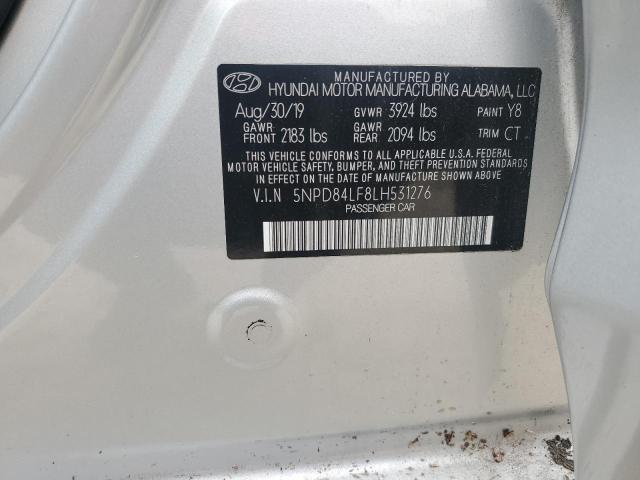 MANUFACTURED BY
HYUNDAI MOTOR MANUFACTURING ALABAMA, LLC
Aug/30/19 GVWR 3924 lbs PAINT Y8
GAWR FRONT 2183 lbs GAWR REAR 2094 lbs TRIM CT
THIS VEHICLE CONFORMS TO ALL APPLICABLE U.S.A. FEDERAL
MOTOR VEHICLE SAFETY, BUMPER, AND THEFT PREVENTION STANDARDS
IN EFFECT ON THE DATE OF MANUFACTURE SHOWN ABOVE.
V.I.N 5NPD84LF8LH531276
PASSENGER CAR